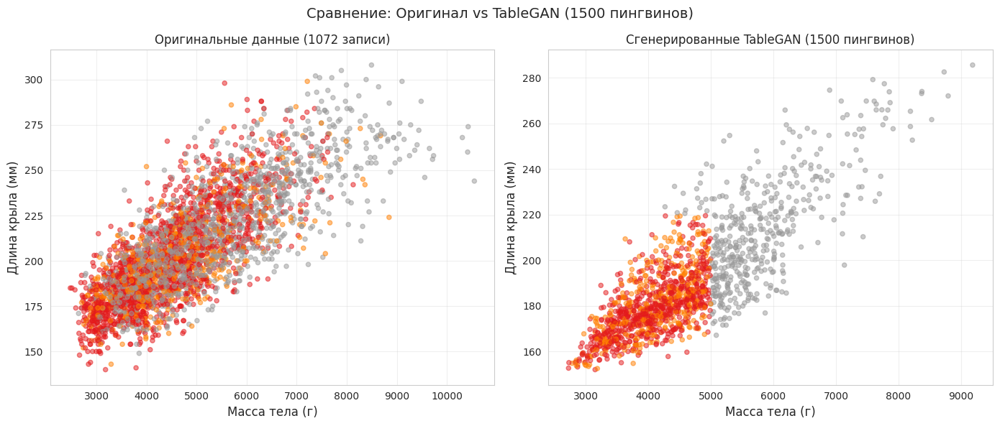 Сравнение: Оригинал vs TableGAN (1500 пингвинов)
Оригинальные данные (1072 записи)
300
275
250
225
200
175
150
Длина крыла (мм)
3000 4000 5000 6000 7000 8000 9000 10000
Масса тела (г)
Сгенерированные TableGAN (1500 пингвинов)
280
260
240
220
200
180
160
Длина крыла (мм)
3000 4000 5000 6000 7000 8000 9000
Масса тела (г)